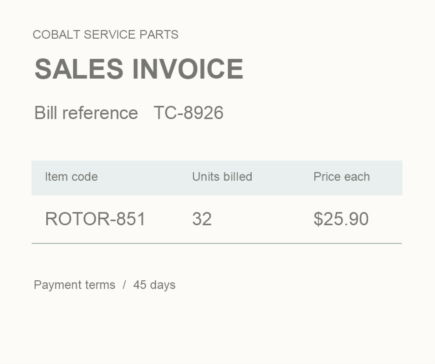 COBALT SERVICE PARTS
SALES INVOICE
Bill reference TC-8926
Item code Units billed Price each
ROTOR-851 32 $25.90
Payment terms / 45 days